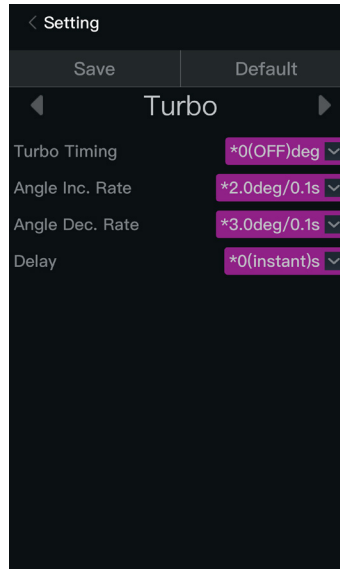 Setting
Save Default
Turbo
Turbo Timing *0(OFF)deg
Angle Inc. Rate *2.0deg/0.1s
Angle Dec. Rate *3.0deg/0.1s
Delay *0(instant)s